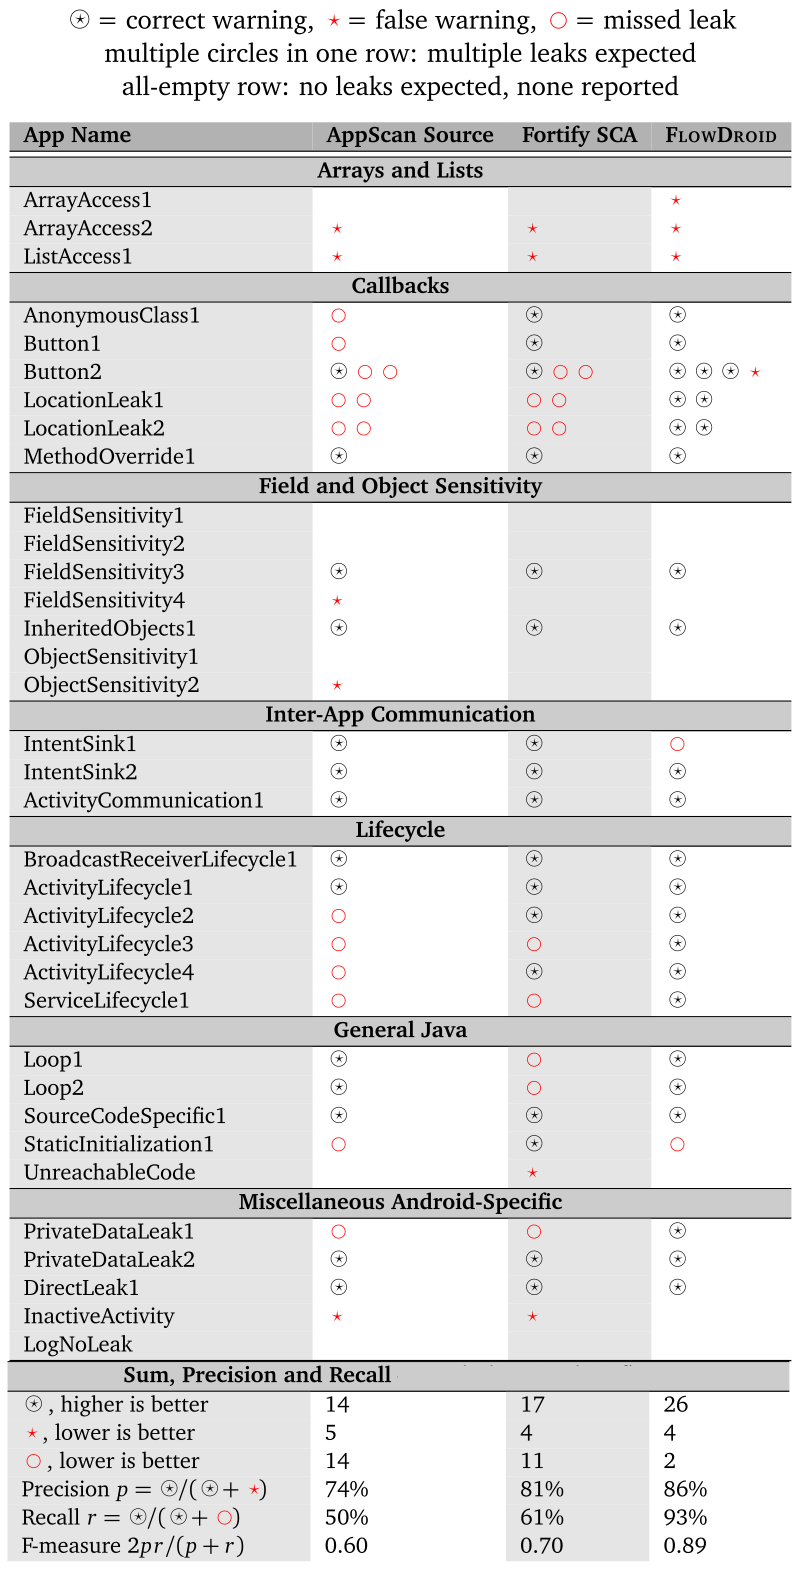 ⍟ = correct warning, ⋆ = false warning, ○ = missed leak
multiple circles in one row: multiple leaks expected
all-empty row: no leaks expected, none reported
App Name AppScan Source Fortify SCA FLOWDROID
Arrays and Lists
ArrayAccess1 ⋆
ArrayAccess2 ⋆ ⋆ ⋆
ListAccess1 ⋆ ⋆ ⋆
Callbacks
AnonymousClass1 ○ ⍟ ⍟
Button1 ○ ⍟ ⍟
Button2 ⍟ ○ ○ ⍟ ○ ○ ⍟ ⍟ ⍟ ⋆
LocationLeak1 ○ ○ ○ ○ ⍟ ⍟
LocationLeak2 ○ ○ ○ ○ ⍟ ⍟
MethodOverride1 ⍟ ⍟ ⍟
Field and Object Sensitivity
FieldSensitivity1
FieldSensitivity2
FieldSensitivity3 ⍟ ⍟ ⍟
FieldSensitivity4 ⋆
InheritedObjects1 ⍟ ⍟ ⍟
ObjectSensitivity1
ObjectSensitivity2 ⋆
Inter-App Communication
IntentSink1 ⍟ ⍟ ○
IntentSink2 ⍟ ⍟ ⍟
ActivityCommunication1 ⍟ ⍟ ⍟
Lifecycle
BroadcastReceiverLifecycle1 ⍟ ⍟ ⍟
ActivityLifecycle1 ⍟ ⍟ ⍟
ActivityLifecycle2 ○ ⍟ ⍟
ActivityLifecycle3 ○ ○ ⍟
ActivityLifecycle4 ○ ⍟ ⍟
ServiceLifecycle1 ○ ○ ⍟
General Java
Loop1 ⍟ ○ ⍟
Loop2 ⍟ ○ ⍟
SourceCodeSpecific1 ⍟ ⍟ ⍟
StaticInitialization1 ○ ⍟ ○
UnreachableCode ⋆
Miscellaneous Android-Specific
PrivateDataLeak1 ○ ○ ⍟
PrivateDataLeak2 ⍟ ⍟ ⍟
DirectLeak1 ⍟ ⍟ ⍟
InactiveActivity ⋆ ⋆
LogNoLeak
Sum, Precision and Recall
⍟ , higher is better 14 17 26
⋆ , lower is better 5 4 4
○ , lower is better 14 11 2
Precision p = ⍟/(⍟+ ⋆) 74% 81% 86%
Recall r = ⍟/(⍟+ ○) 50% 61% 93%
F-measure 2pr/(p + r) 0.60 0.70 0.89